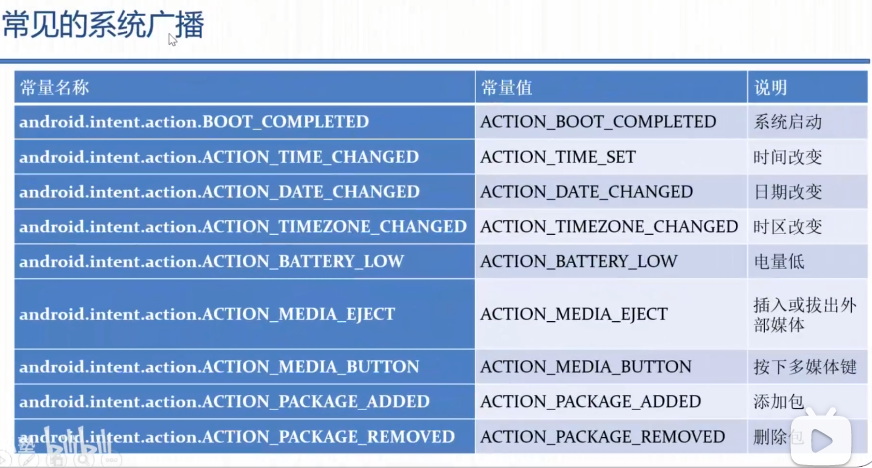 常见的系统广播
常量名称 常量值 说明
android.intent.action.BOOT_COMPLETED ACTION_BOOT_COMPLETED 系统启动
android.intent.action.ACTION_TIME_CHANGED ACTION_TIME_SET 时间改变
android.intent.action.ACTION_DATE_CHANGED ACTION_DATE_CHANGED 日期改变
android.intent.action.ACTION_TIMEZONE_CHANGED ACTION_TIMEZONE_CHANGED 时区改变
android.intent.action.ACTION_BATTERY_LOW ACTION_BATTERY_LOW 电量低
android.intent.action.ACTION_MEDIA_EJECT ACTION_MEDIA_EJECT 插入或拔出外
部媒体
android.intent.action.ACTION_MEDIA_BUTTON ACTION_MEDIA_BUTTON 按下多媒体键
android.intent.action.ACTION_PACKAGE_ADDED ACTION_PACKAGE_ADDED 添加包
android.intent.action.ACTION_PACKAGE_REMOVED ACTION_PACKAGE_REMOVED 删除包
bilibili